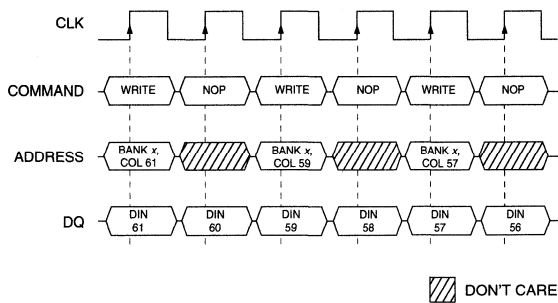 CLK
COMMAND WRITE NOP WRITE NOP WRITE NOP
ADDRESS BANK x, COL 61 BANK x, COL 59 BANK x, COL 57
DQ DIN 61 DIN 60 DIN 59 DIN 58 DIN 57 DIN 56
DON'T CARE